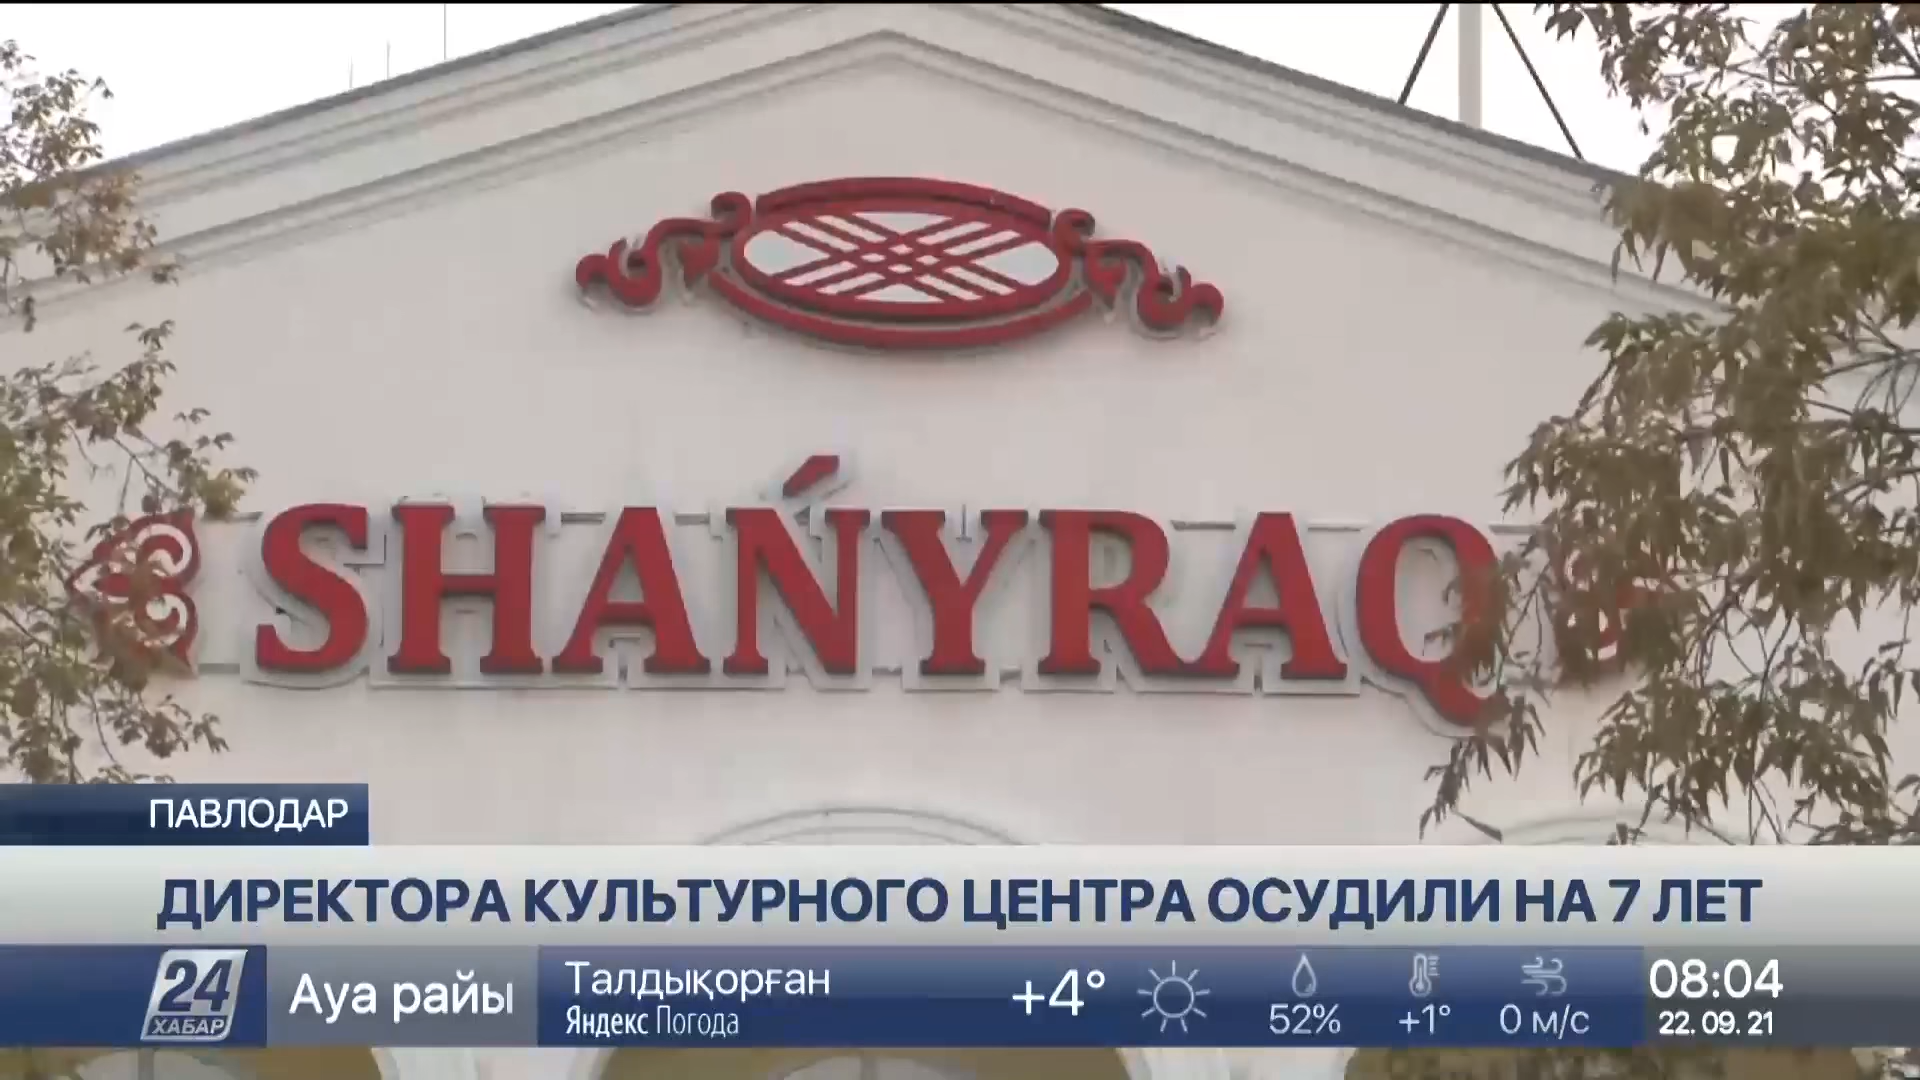 SHAŃYRAQ
ПАВЛОДАР
ДИРЕКТОРА КУЛЬТУРНОГО ЦЕНТРА ОСУДИЛИ НА 7 ЛЕТ
24
ХАБАР
Ауа райы
Талдықорған
Яндекс Погода
+4°
52%
+1°
0 м/с
08:04
22. 09. 21